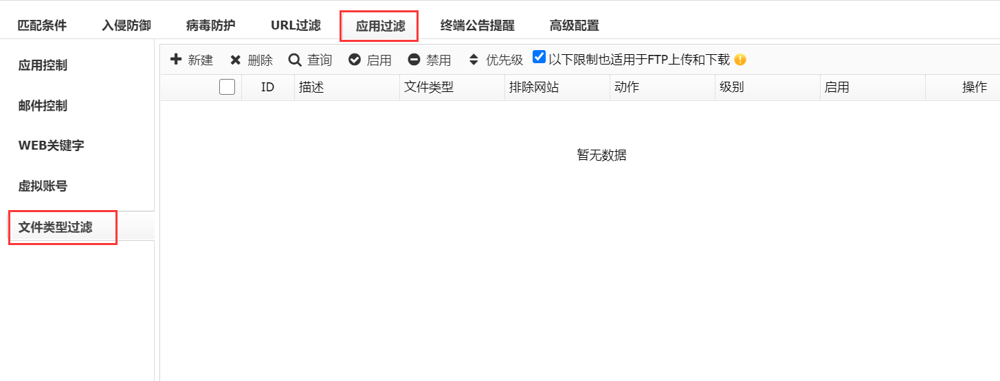 匹配条件 入侵防御 病毒防护 URL过滤 应用过滤 终端公告提醒 高级配置
应用控制
邮件控制
WEB关键字
虚拟账号
文件类型过滤
新建 删除 查询 启用 禁用 优先级 以下限制也适用于FTP上传和下载
ID 描述 文件类型 排除网站 动作 级别 启用 操作
暂无数据